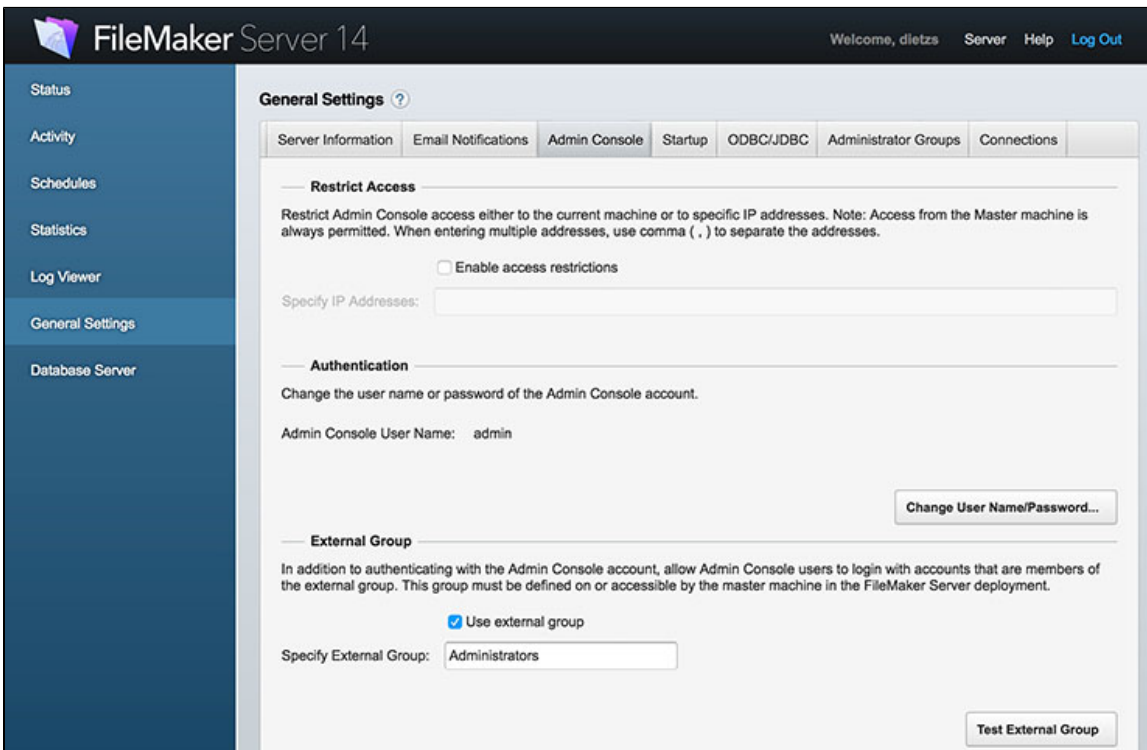 FileMaker Server 14
Welcome, dietzs Server Help Log Out
Status
Activity
Schedules
Statistics
Log Viewer
General Settings
Database Server
General Settings ?
Server Information Email Notifications Admin Console Startup ODBC/JDBC Administrator Groups Connections
Restrict Access
Restrict Admin Console access either to the current machine or to specific IP addresses. Note: Access from the Master machine is
always permitted. When entering multiple addresses, use comma ( , ) to separate the addresses.
Enable access restrictions
Specify IP Addresses:
Authentication
Change the user name or password of the Admin Console account.
Admin Console User Name: admin
Change User Name/Password...
External Group
In addition to authenticating with the Admin Console account, allow Admin Console users to login with accounts that are members of
the external group. This group must be defined on or accessible by the master machine in the FileMaker Server deployment.
Use external group
Specify External Group: Administrators
Test External Group